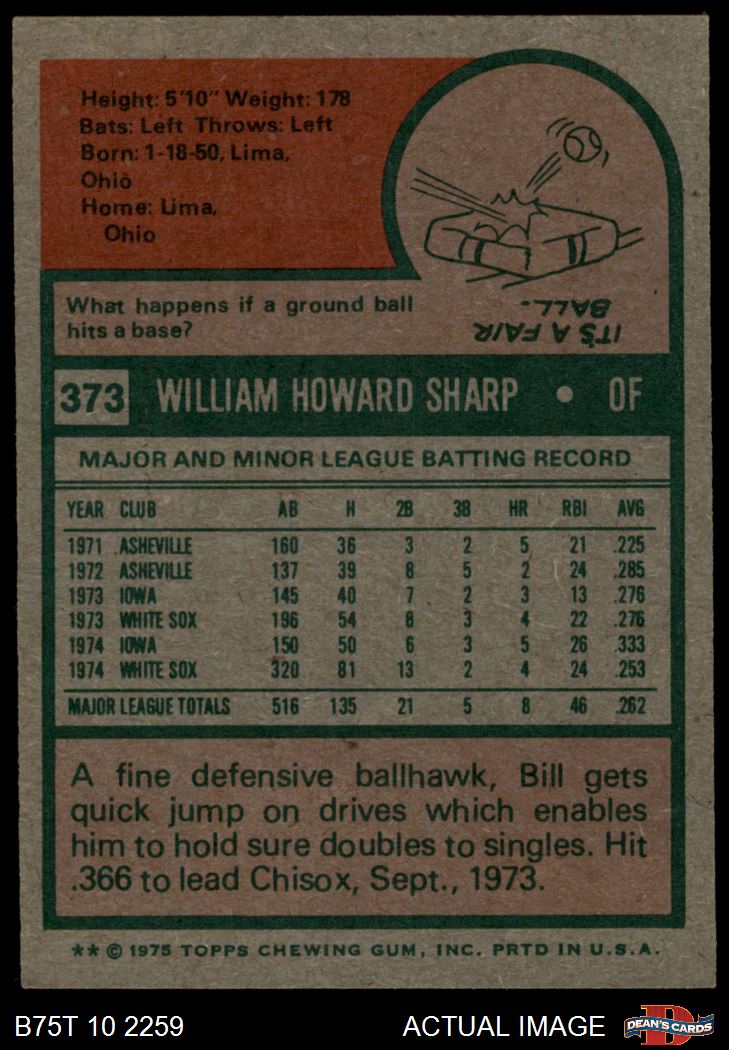 Height: 5'10" Weight: 178
Bats: Left Throws: Left
Born: 1-18-50, Lima,
Ohio
Home: Lima,
Ohio
What happens if a ground ball
hits a base?
IT'S A FAIR
BALL.
373 WILLIAM HOWARD SHARP • OF
MAJOR AND MINOR LEAGUE BATTING RECORD
YEAR CLUB AB H 2B 3B HR RBI AVG
1971 ASHEVILLE 160 36 3 2 5 21 .225
1972 ASHEVILLE 137 39 8 5 2 24 .285
1973 IOWA 145 40 7 2 3 13 .276
1973 WHITE SOX 196 54 8 3 4 22 .276
1974 IOWA 150 50 6 3 5 26 .333
1974 WHITE SOX 320 81 13 2 4 24 .253
MAJOR LEAGUE TOTALS 516 135 21 5 8 46 .262
A fine defensive ballhawk, Bill gets
quick jump on drives which enables
him to hold sure doubles to singles. Hit
.366 to lead Chisox, Sept., 1973.
** © 1975 TOPPS CHEWING GUM, INC. PRTD IN U.S.A.
B75T 10 2259 ACTUAL IMAGE DEAN'S CARDS